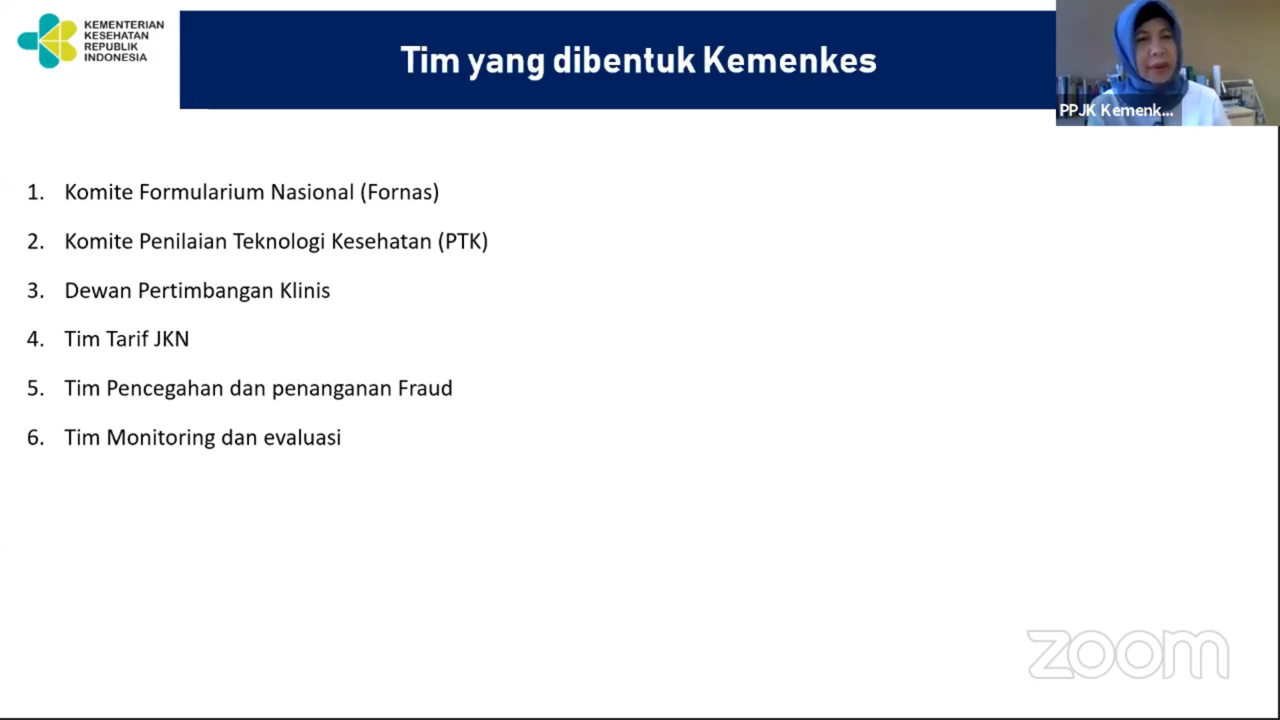 KEMENTERIAN
KESEHATAN
REPUBLIK
INDONESIA
Tim yang dibentuk Kemenkes
PPJK Kemenk...
1. Komite Formularium Nasional (Fornas)
2. Komite Penilaian Teknologi Kesehatan (PTK)
3. Dewan Pertimbangan Klinis
4. Tim Tarif JKN
5. Tim Pencegahan dan penanganan Fraud
6. Tim Monitoring dan evaluasi
zoom